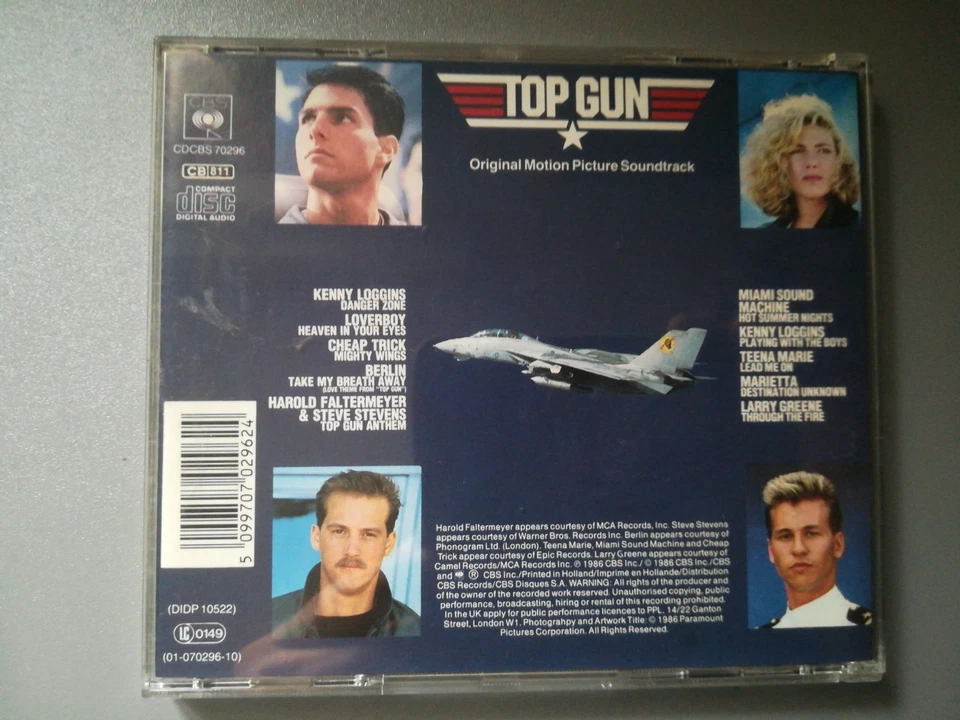 CBS
CDCBS 70296
CB 811
COMPACT
disc
DIGITAL AUDIO
TOP GUN
Original Motion Picture Soundtrack
KENNY LOGGINS
DANGER ZONE
LOVERBOY
HEAVEN IN YOUR EYES
CHEAP TRICK
MIGHTY WINGS
BERLIN
TAKE MY BREATH AWAY
(LOVE THEME FROM "TOP GUN")
HAROLD FALTERMEYER
& STEVE STEVENS
TOP GUN ANTHEM
MIAMI SOUND
MACHINE
HOT SUMMER NIGHTS
KENNY LOGGINS
PLAYING WITH THE BOYS
TEENA MARIE
LEAD ME ON
MARIETTA
DESTINATION UNKNOWN
LARRY GREENE
THROUGH THE FIRE
5 099707 029624
(DIDP 10522)
LC 0149
(01-070296-10)
Harold Faltermeyer appears courtesy of MCA Records, Inc. Steve Stevens
appears courtesy of Warner Bros. Records Inc. Berlin appears courtesy of
Phonogram Ltd. (London). Teena Marie, Miami Sound Machine and Cheap
Trick appear courtesy of Epic Records. Larry Greene appears courtesy of
Camel Records/MCA Records Inc. ℗ 1986 CBS Inc./ © 1986 CBS Inc./CBS
and ® CBS Inc./Printed in Holland/Imprimé en Hollande/Distribution
CBS Records/CBS Disques S.A. WARNING: All rights of the producer and
of the owner of the recorded work reserved. Unauthorised copying, public
performance, broadcasting, hiring or rental of this recording prohibited.
In the UK apply for public performance licences to PPL, 14/22 Ganton
Street, London W1. Photograhpy and Artwork Title: © 1986 Paramount
Pictures Corporation. All Rights Reserved.